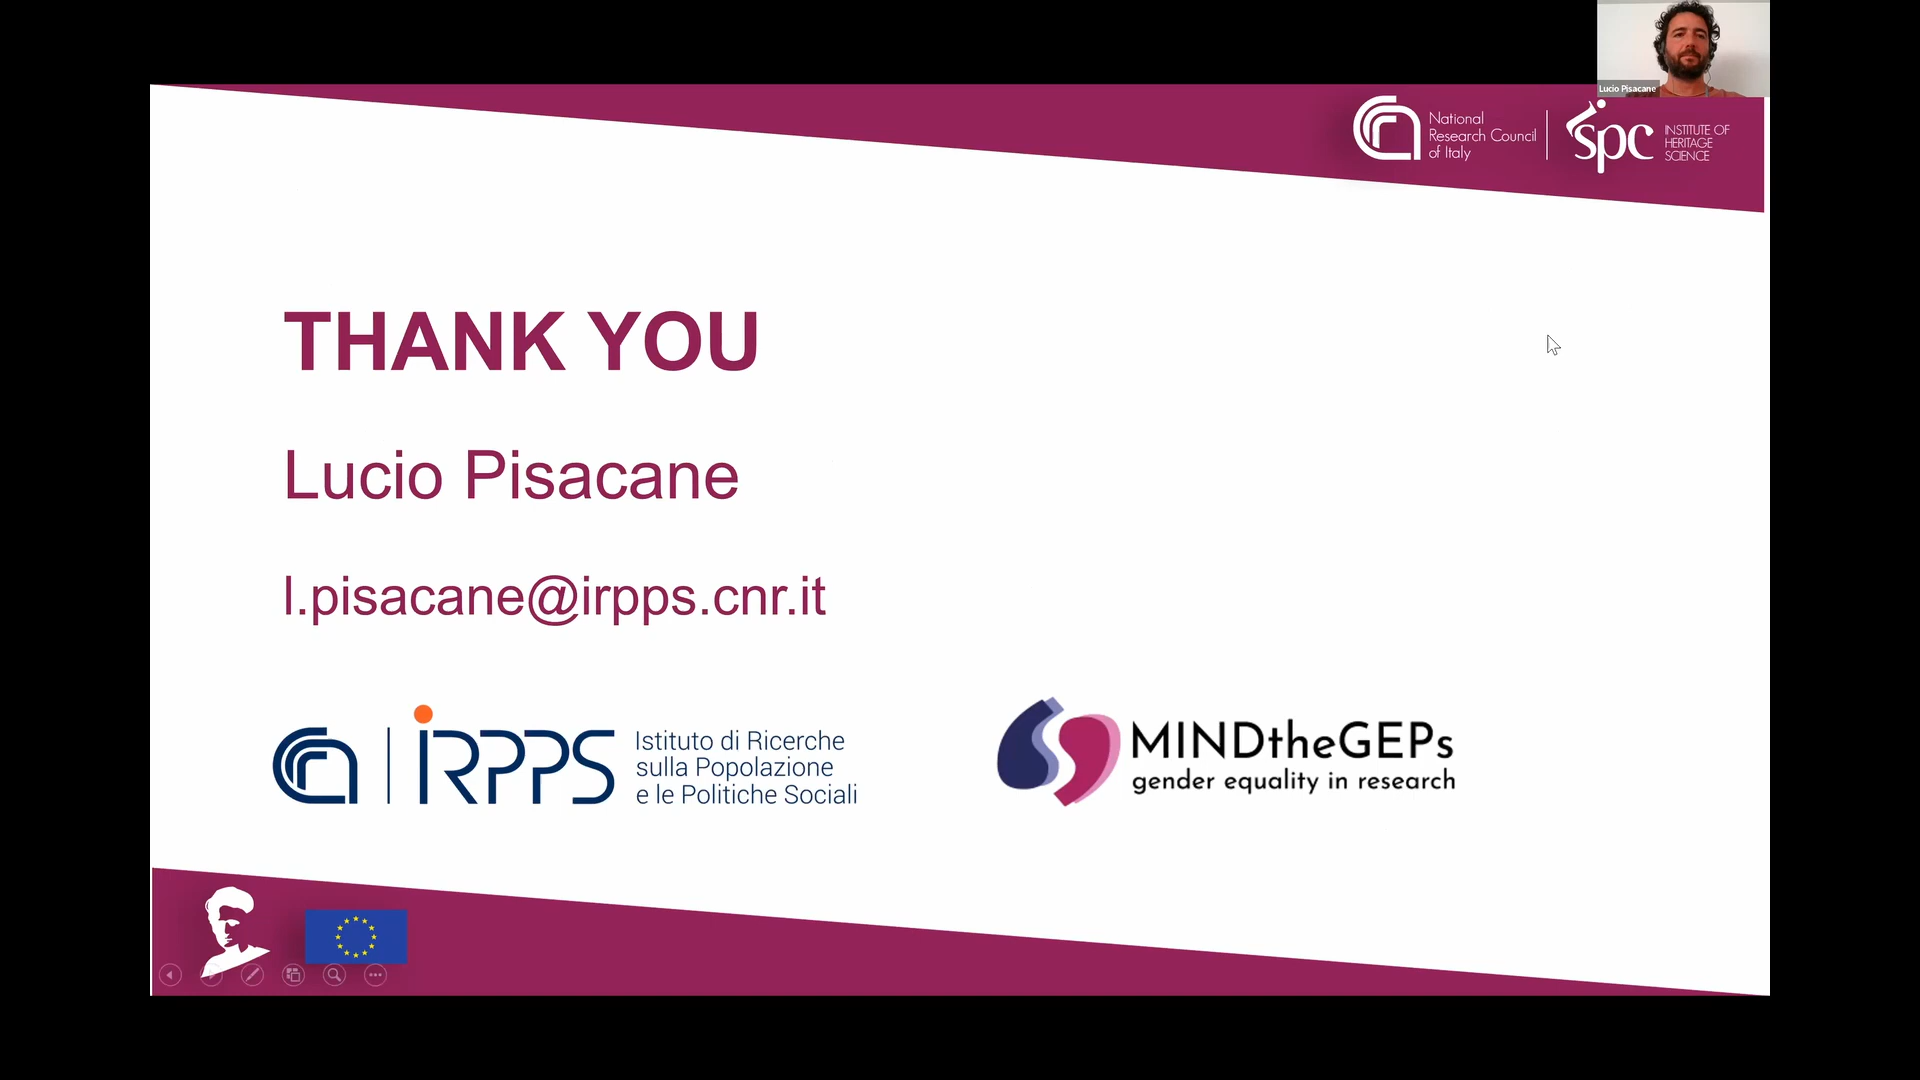 Lucio Pisacane
National
Research Council
of Italy
ispc
INSTITUTE OF
HERITAGE
SCIENCE
THANK YOU
Lucio Pisacane
l.pisacane@irpps.cnr.it
iRPPS
Istituto di Ricerche
sulla Popolazione
e le Politiche Sociali
MINDtheGEPs
gender equality in research